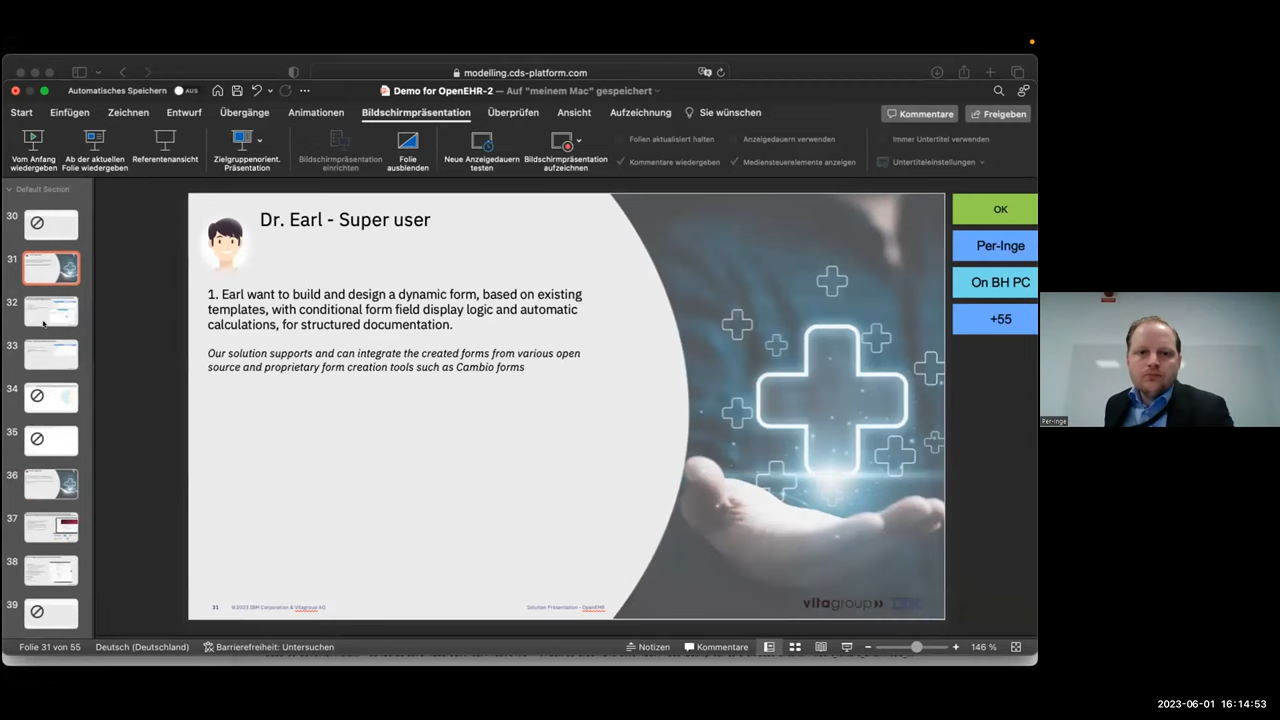 modelling.cds-platform.com
Automatisches Speichern AUS
Demo for OpenEHR-2 — Auf "meinem Mac" gespeichert
Start Einfügen Zeichnen Entwurf Übergänge Animationen Bildschirmpräsentation Überprüfen Ansicht Aufzeichnung Sie wünschen
Kommentare Freigeben
Vom Anfang wiedergeben
Ab der aktuellen Folie wiedergeben
Referentenansicht
Zielgruppenorient. Präsentation
Bildschirmpräsentation einrichten
Folie ausblenden
Neue Anzeigedauern testen
Bildschirmpräsentation aufzeichnen
Folien aktualisiert halten
Kommentare wiedergeben
Anzeigedauern verwenden
Mediensteuerelemente anzeigen
Immer Untertitel verwenden
Untertiteleinstellungen
Default Section
30
31
32
33
34
35
36
37
38
39
Dr. Earl - Super user
1. Earl want to build and design a dynamic form, based on existing
templates, with conditional form field display logic and automatic
calculations, for structured documentation.
Our solution supports and can integrate the created forms from various open
source and proprietary form creation tools such as Cambio forms
31 ©2023 IBM Corporation & Vitagroup AG
Solution Presentation - OpenEHR
vitagroup IBM
OK
Per-Inge
On BH PC
+55
Per-Inge
Folie 31 von 55 Deutsch (Deutschland) Barrierefreiheit: Untersuchen
Notizen Kommentare 146 %
2023-06-01 16:14:53